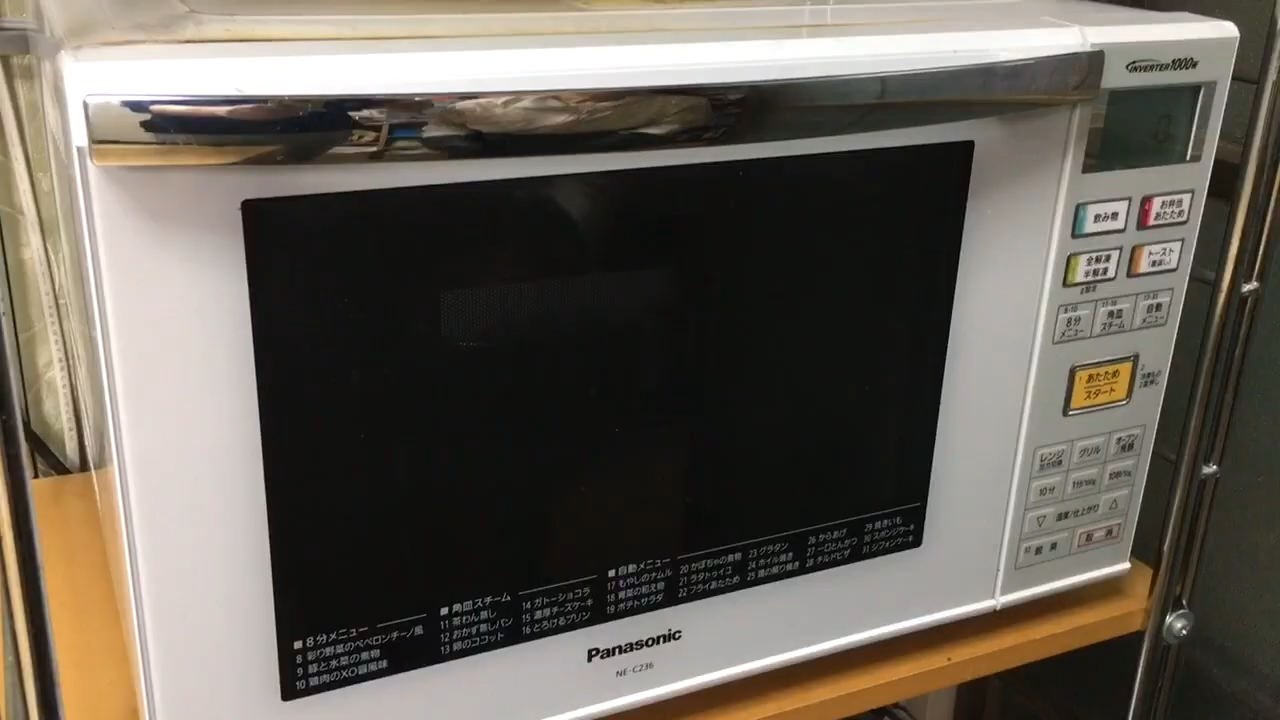 INVERTER1000W
飲み物
お弁当
あたため
全解凍
半解凍
トースト
(裏返し)
8-10
8分
メニュー
11-16
角皿
スチーム
17-31
自動
メニュー
1 あたため
スタート
レンジ
出力切換
グリル
オーブン
/発酵
10分
1分/100g
10秒/10g
▽ 温度/仕上がり △
取消
■8分メニュー
8 彩り野菜のペペロンチーノ風
9 豚と水菜の煮物
10 鶏肉のXO醤風味
■角皿スチーム
11 茶わん蒸し
12 おかず蒸しパン
13 卵のココット
14 ガトーショコラ
15 濃厚チーズケーキ
16 とろけるプリン
■自動メニュー
17 もやしのナムル
18 青菜の和え物
19 ポテトサラダ
20 かぼちゃの煮物
21 ラタトゥイユ
22 フライあたため
23 グラタン
24 ホイル焼き
25 鶏の照り焼き
26 からあげ
27 一口とんかつ
28 チルドピザ
29 焼きいも
30 スポンジケーキ
31 シフォンケーキ
Panasonic
NE-C236